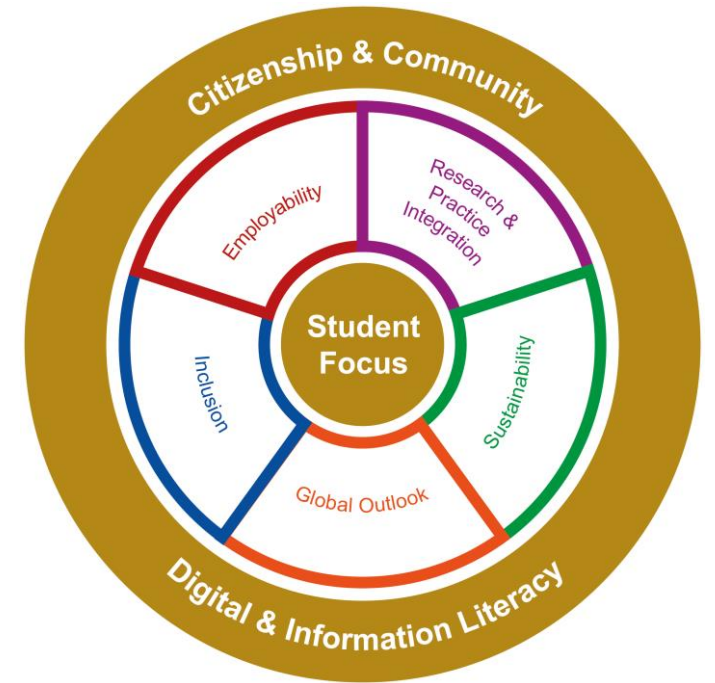 Citizenship & Community
Employability
Research &
Practice
Integration
Student
Focus
Inclusion
Sustainability
Global Outlook
Digital & Information Literacy